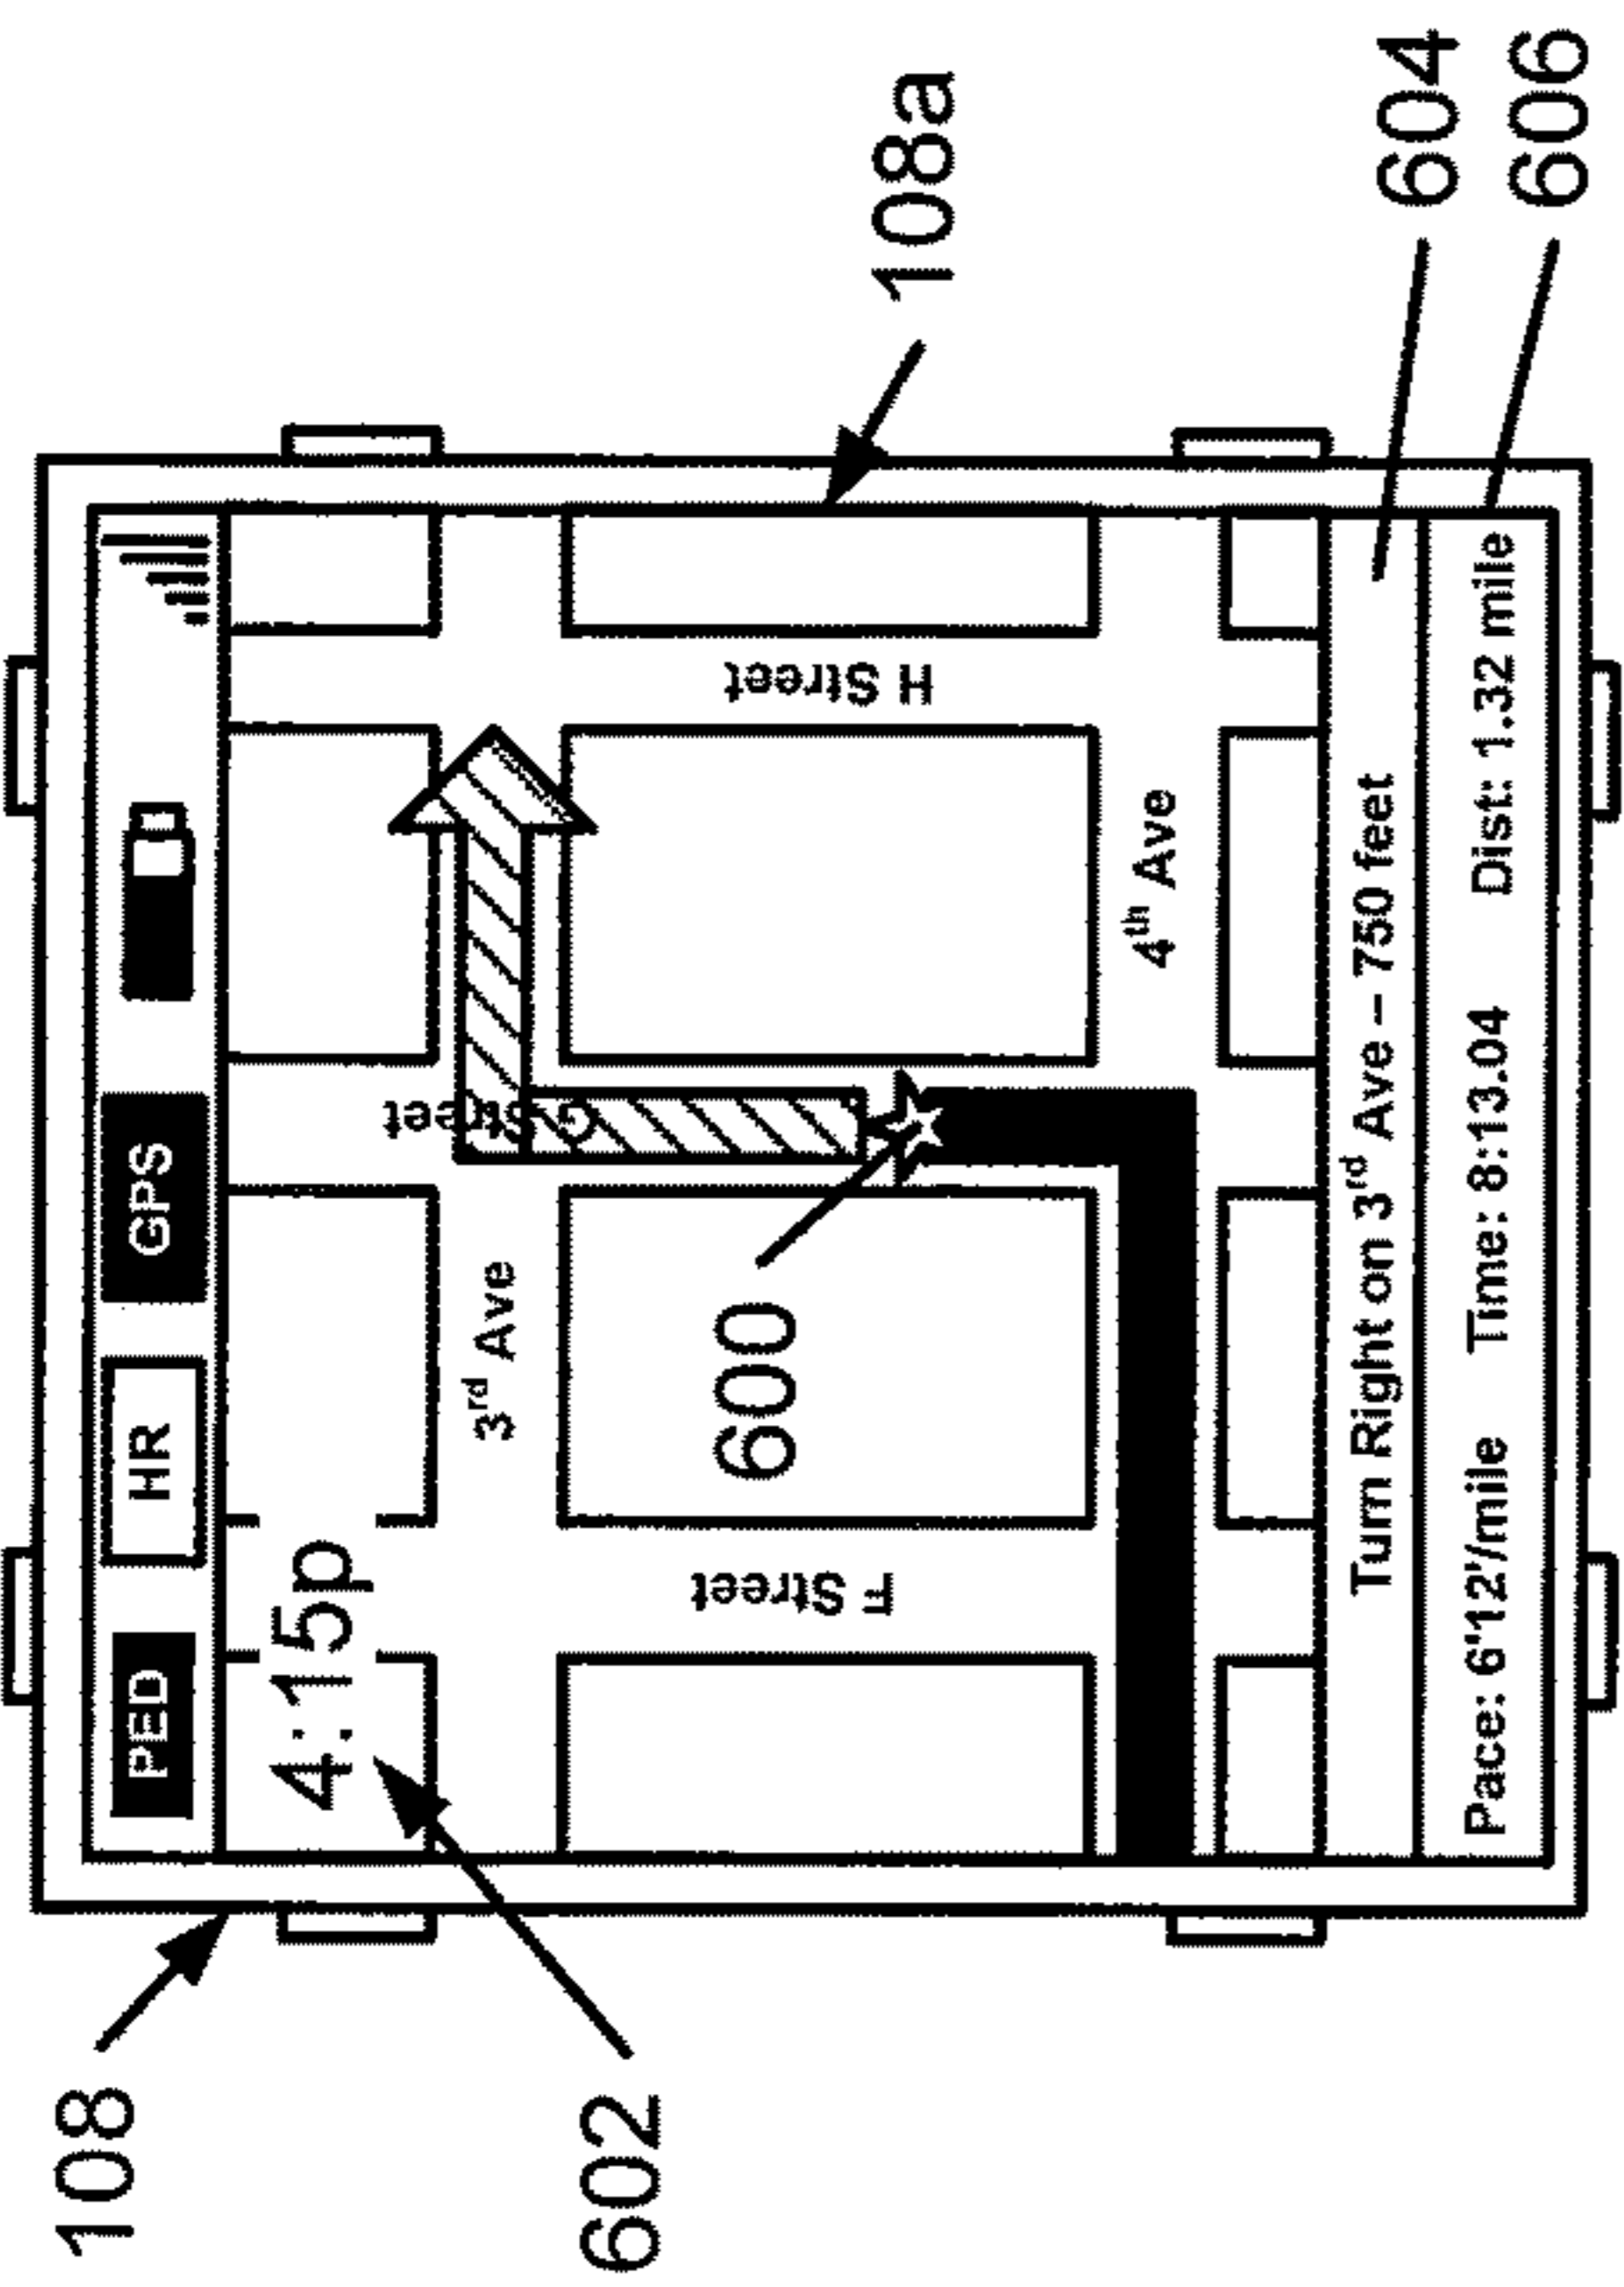 108
PED HR GPS
4:15p
602
3rd Ave
G Street
F Street
H Street
600
4th Ave
108a
Turn Right on 3rd Ave – 750 feet
604
Pace: 6'12'/mile Time: 8:13.04 Dist: 1.32 mile
606